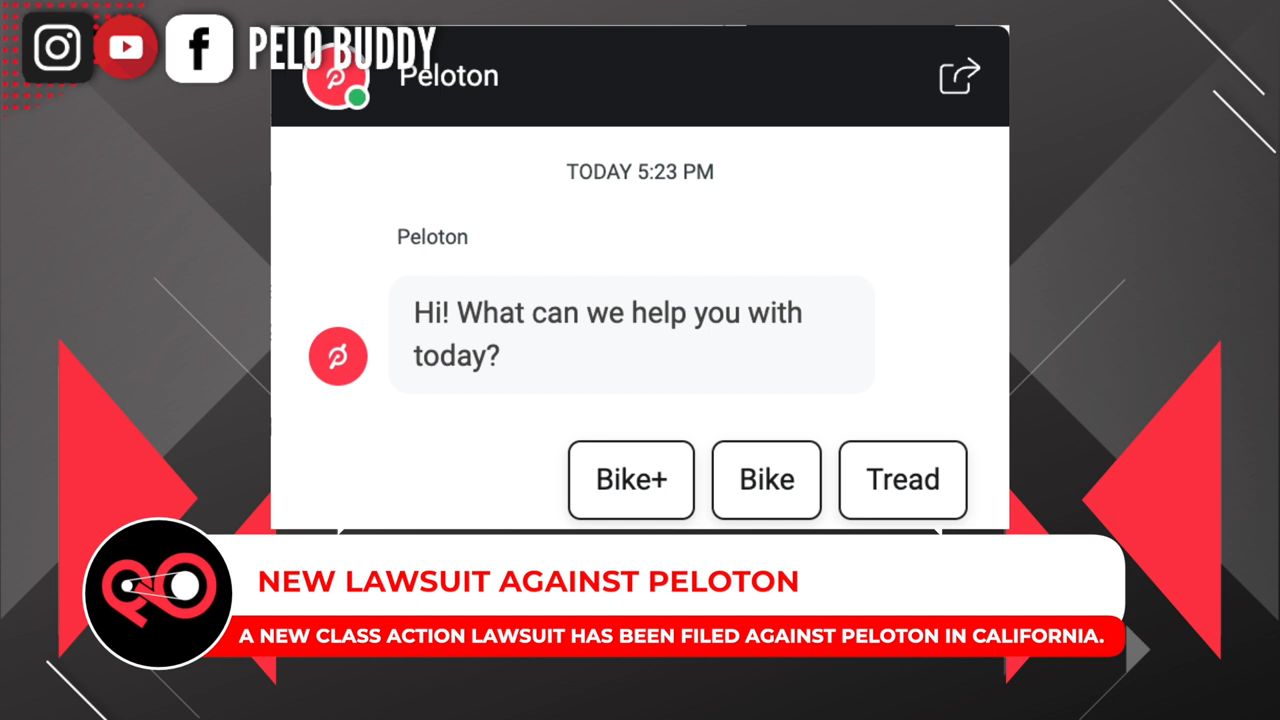 PELO BUDDY
Peloton
TODAY 5:23 PM
Peloton
Hi! What can we help you with
today?
Bike+ Bike Tread
NEW LAWSUIT AGAINST PELOTON
A NEW CLASS ACTION LAWSUIT HAS BEEN FILED AGAINST PELOTON IN CALIFORNIA.